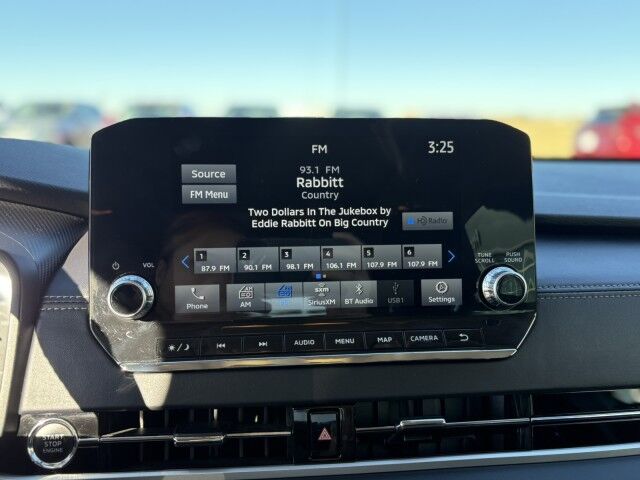 FM
3:25
Source
FM Menu
93.1 FM
Rabbitt
Country
Two Dollars In The Jukebox by
Eddie Rabbitt On Big Country
HD Radio
1 2 3 4 5 6
87.9 FM 90.1 FM 98.1 FM 106.1 FM 107.9 FM 107.9 FM
VOL
TUNE SCROLL
PUSH SOUND
Phone
AM
sxm
SiriusXM
BT Audio
USB1
Settings
AUDIO MENU MAP CAMERA
START
STOP
ENGINE